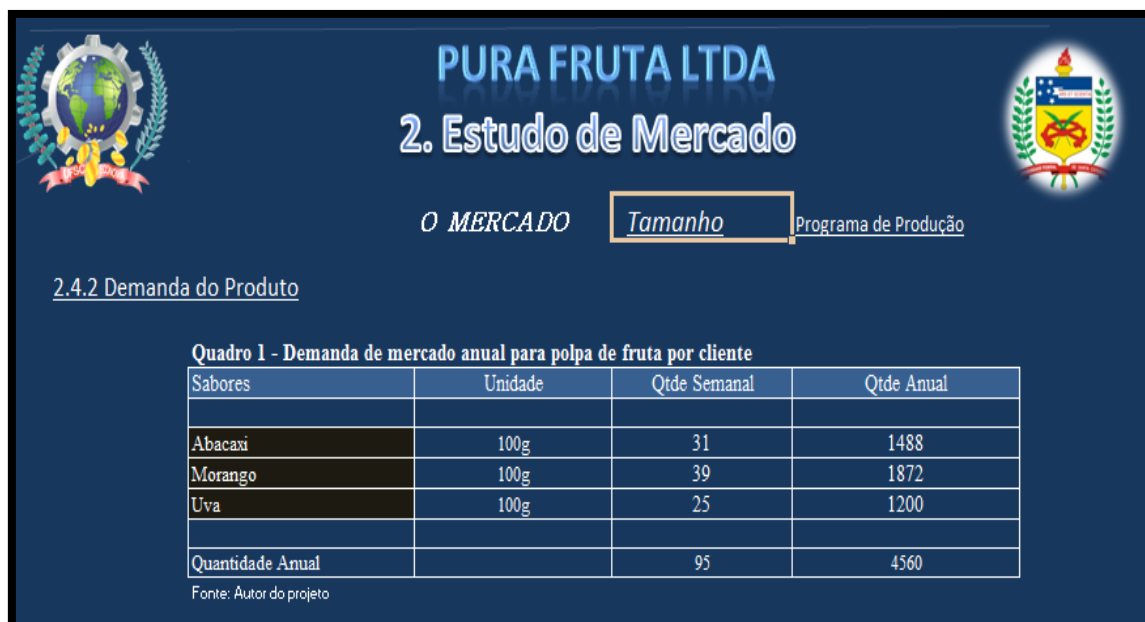 PURA FRUTA LTDA
2. Estudo de Mercado
O MERCADO Tamanho Programa de Produção
2.4.2 Demanda do Produto
Quadro 1 - Demanda de mercado anual para polpa de fruta por cliente
Sabores Unidade Qtde Semanal Qtde Anual
Abacaxi 100g 31 1488
Morango 100g 39 1872
Uva 100g 25 1200
Quantidade Anual 95 4560
Fonte: Autor do projeto
UFSC